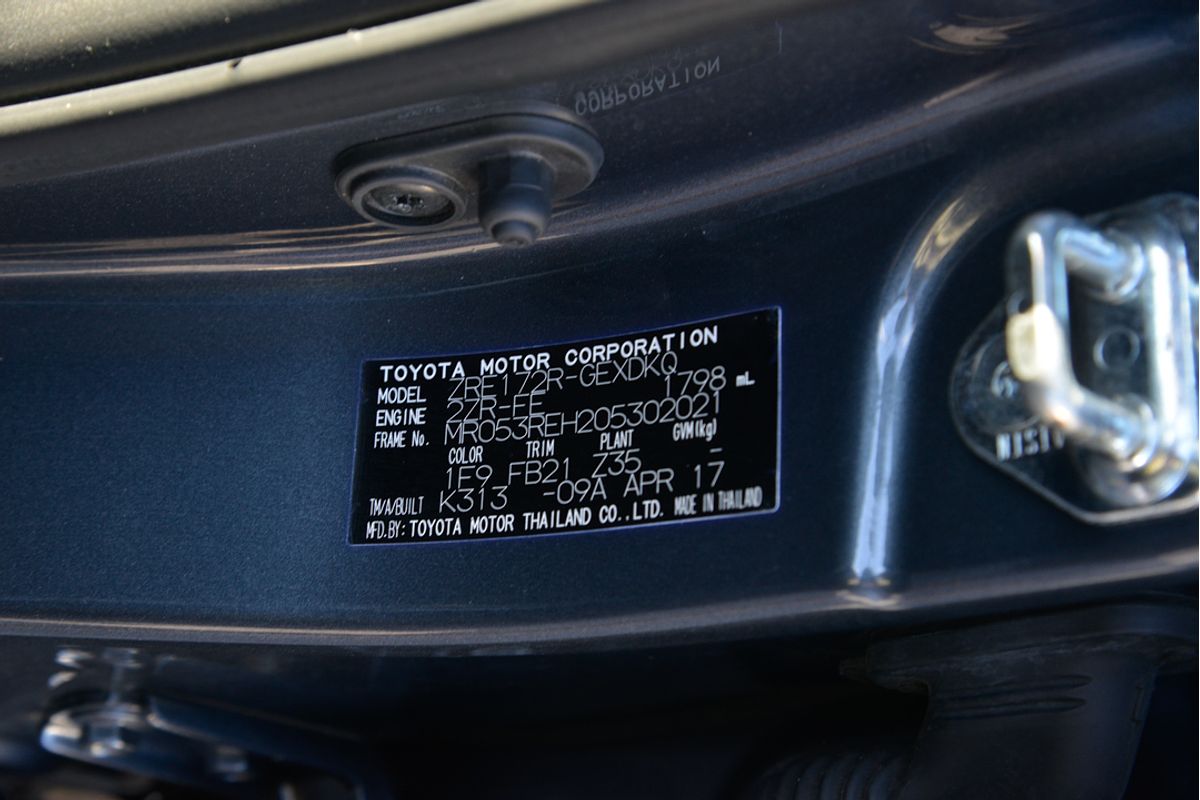 CORPORATION
TOYOTA MOTOR CORPORATION
MODEL ZRE172R-GEXDKQ
ENGINE 2ZR-FE 1798 mL
FRAME No. MR053REH205302021
COLOR TRIM PLANT GVM(kg)
1F9 FB21 Z35 -
TM/A/BUILT K313 -09A APR 17
MFD.BY: TOYOTA MOTOR THAILAND CO.,LTD. MADE IN THAILAND
AISIN